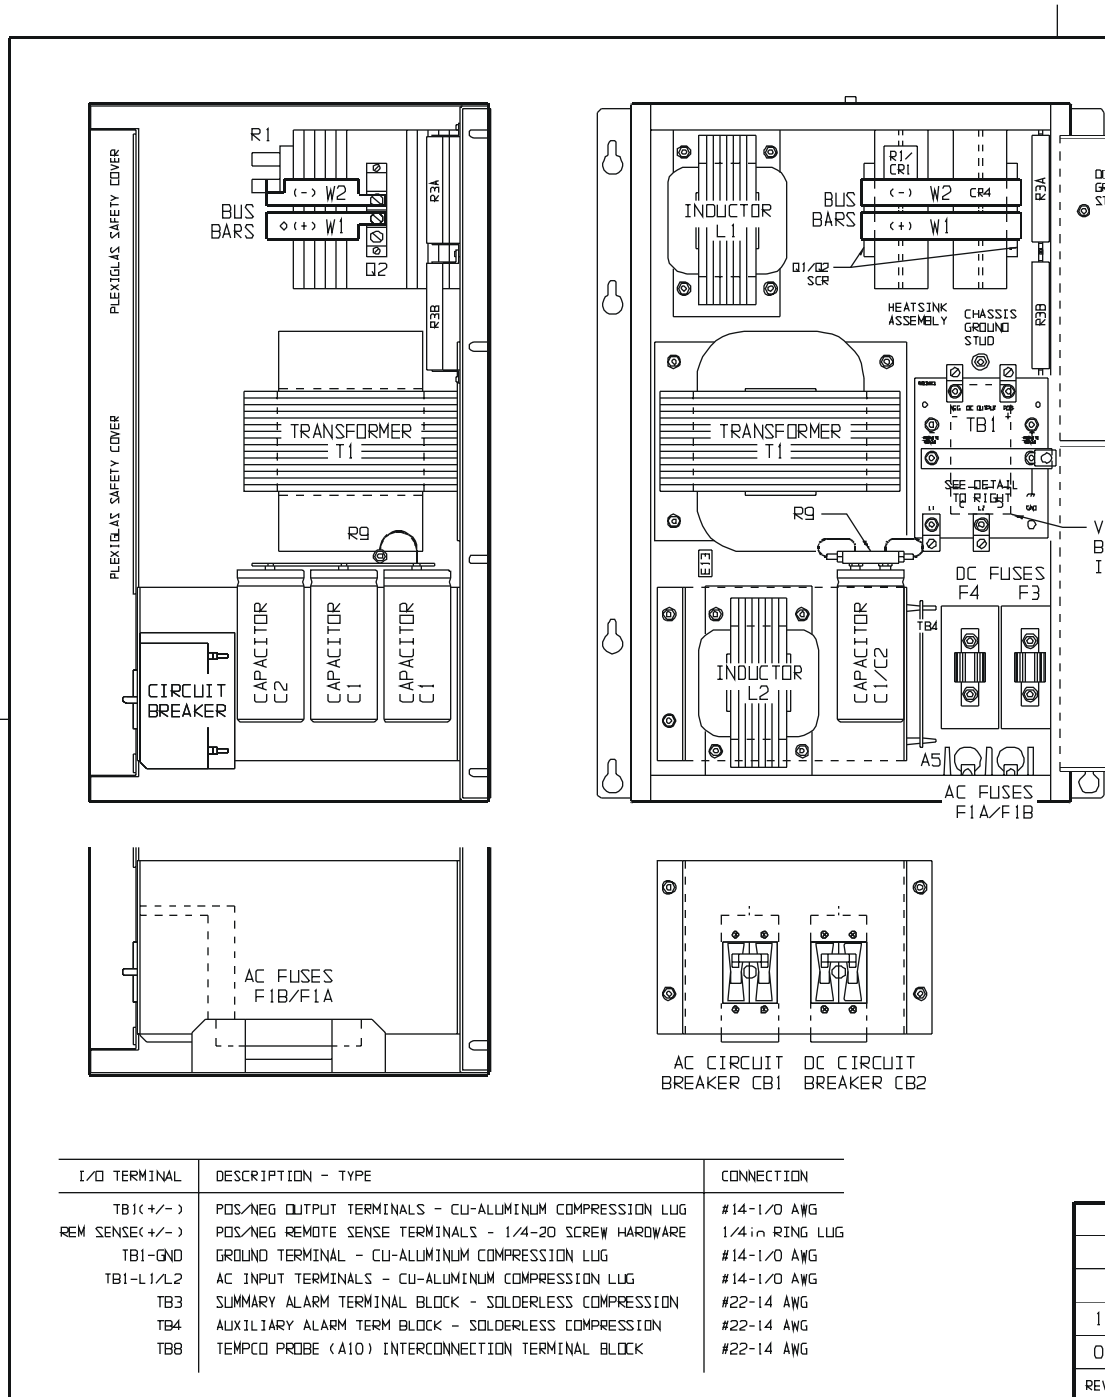 R1
PLEXIGLAS SAFETY COVER
(-) W2
BUS
BARS
(+) W1
Q2
R3A
R3B
PLEXIGLAS SAFETY COVER
TRANSFORMER
T1
R9
CAPACITOR
C2
CAPACITOR
C1
CAPACITOR
C1
CIRCUIT
BREAKER
R1/
CR1
INDUCTOR
L1
BUS
BARS
(-) W2 CR4
(+) W1
R3A
Q1/Q2
SCR
HEATSINK
ASSEMBLY
CHASSIS
GROUND
STUD
R3B
TRANSFORMER
T1
NEG DC OUTPUT POS
- +
TB1
SEE DETAIL
TO RIGHT
R9
E13
DC FUSES
F4 F3
TB4
INDUCTOR
L2
CAPACITOR
C1/C2
A5
AC FUSES
F1A/F1B
V
B
I
AC FUSES
F1B/F1A
AC CIRCUIT
BREAKER CB1
DC CIRCUIT
BREAKER CB2
I/O TERMINAL DESCRIPTION - TYPE CONNECTION
TB1(+/-) POS/NEG OUTPUT TERMINALS - CU-ALUMINUM COMPRESSION LUG #14-1/0 AWG
REM SENSE(+/-) POS/NEG REMOTE SENSE TERMINALS - 1/4-20 SCREW HARDWARE 1/4in RING LUG
TB1-GND GROUND TERMINAL - CU-ALUMINUM COMPRESSION LUG #14-1/0 AWG
TB1-L1/L2 AC INPUT TERMINALS - CU-ALUMINUM COMPRESSION LUG #14-1/0 AWG
TB3 SUMMARY ALARM TERMINAL BLOCK - SOLDERLESS COMPRESSION #22-14 AWG
TB4 AUXILIARY ALARM TERM BLOCK - SOLDERLESS COMPRESSION #22-14 AWG
TB8 TEMPCO PROBE (A10) INTERCONNECTION TERMINAL BLOCK #22-14 AWG
1
0
REV